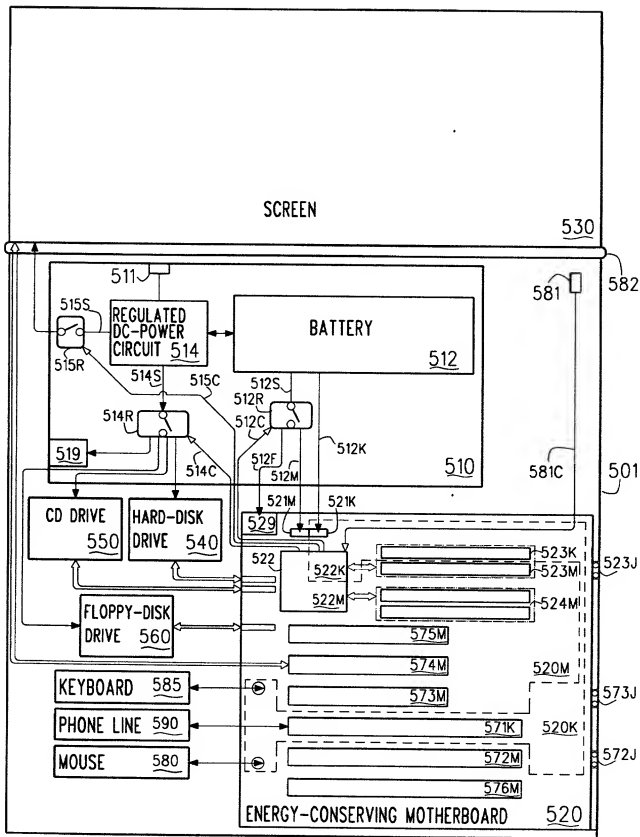 SCREEN
530
582
511
581
515S
REGULATED
DC-POWER
CIRCUIT 514
BATTERY
512
515R
514S
515C
512S
512R
514R
512C
512K
519
514C
512F
512M
510
581C
501
521M
521K
CD DRIVE
550
HARD-DISK
DRIVE 540
529
522
522K
522M
523K
523M
523J
524M
FLOPPY-DISK
DRIVE 560
575M
574M
520M
KEYBOARD 585
573M
573J
PHONE LINE 590
571K
520K
MOUSE 580
572M
572J
576M
ENERGY-CONSERVING MOTHERBOARD 520